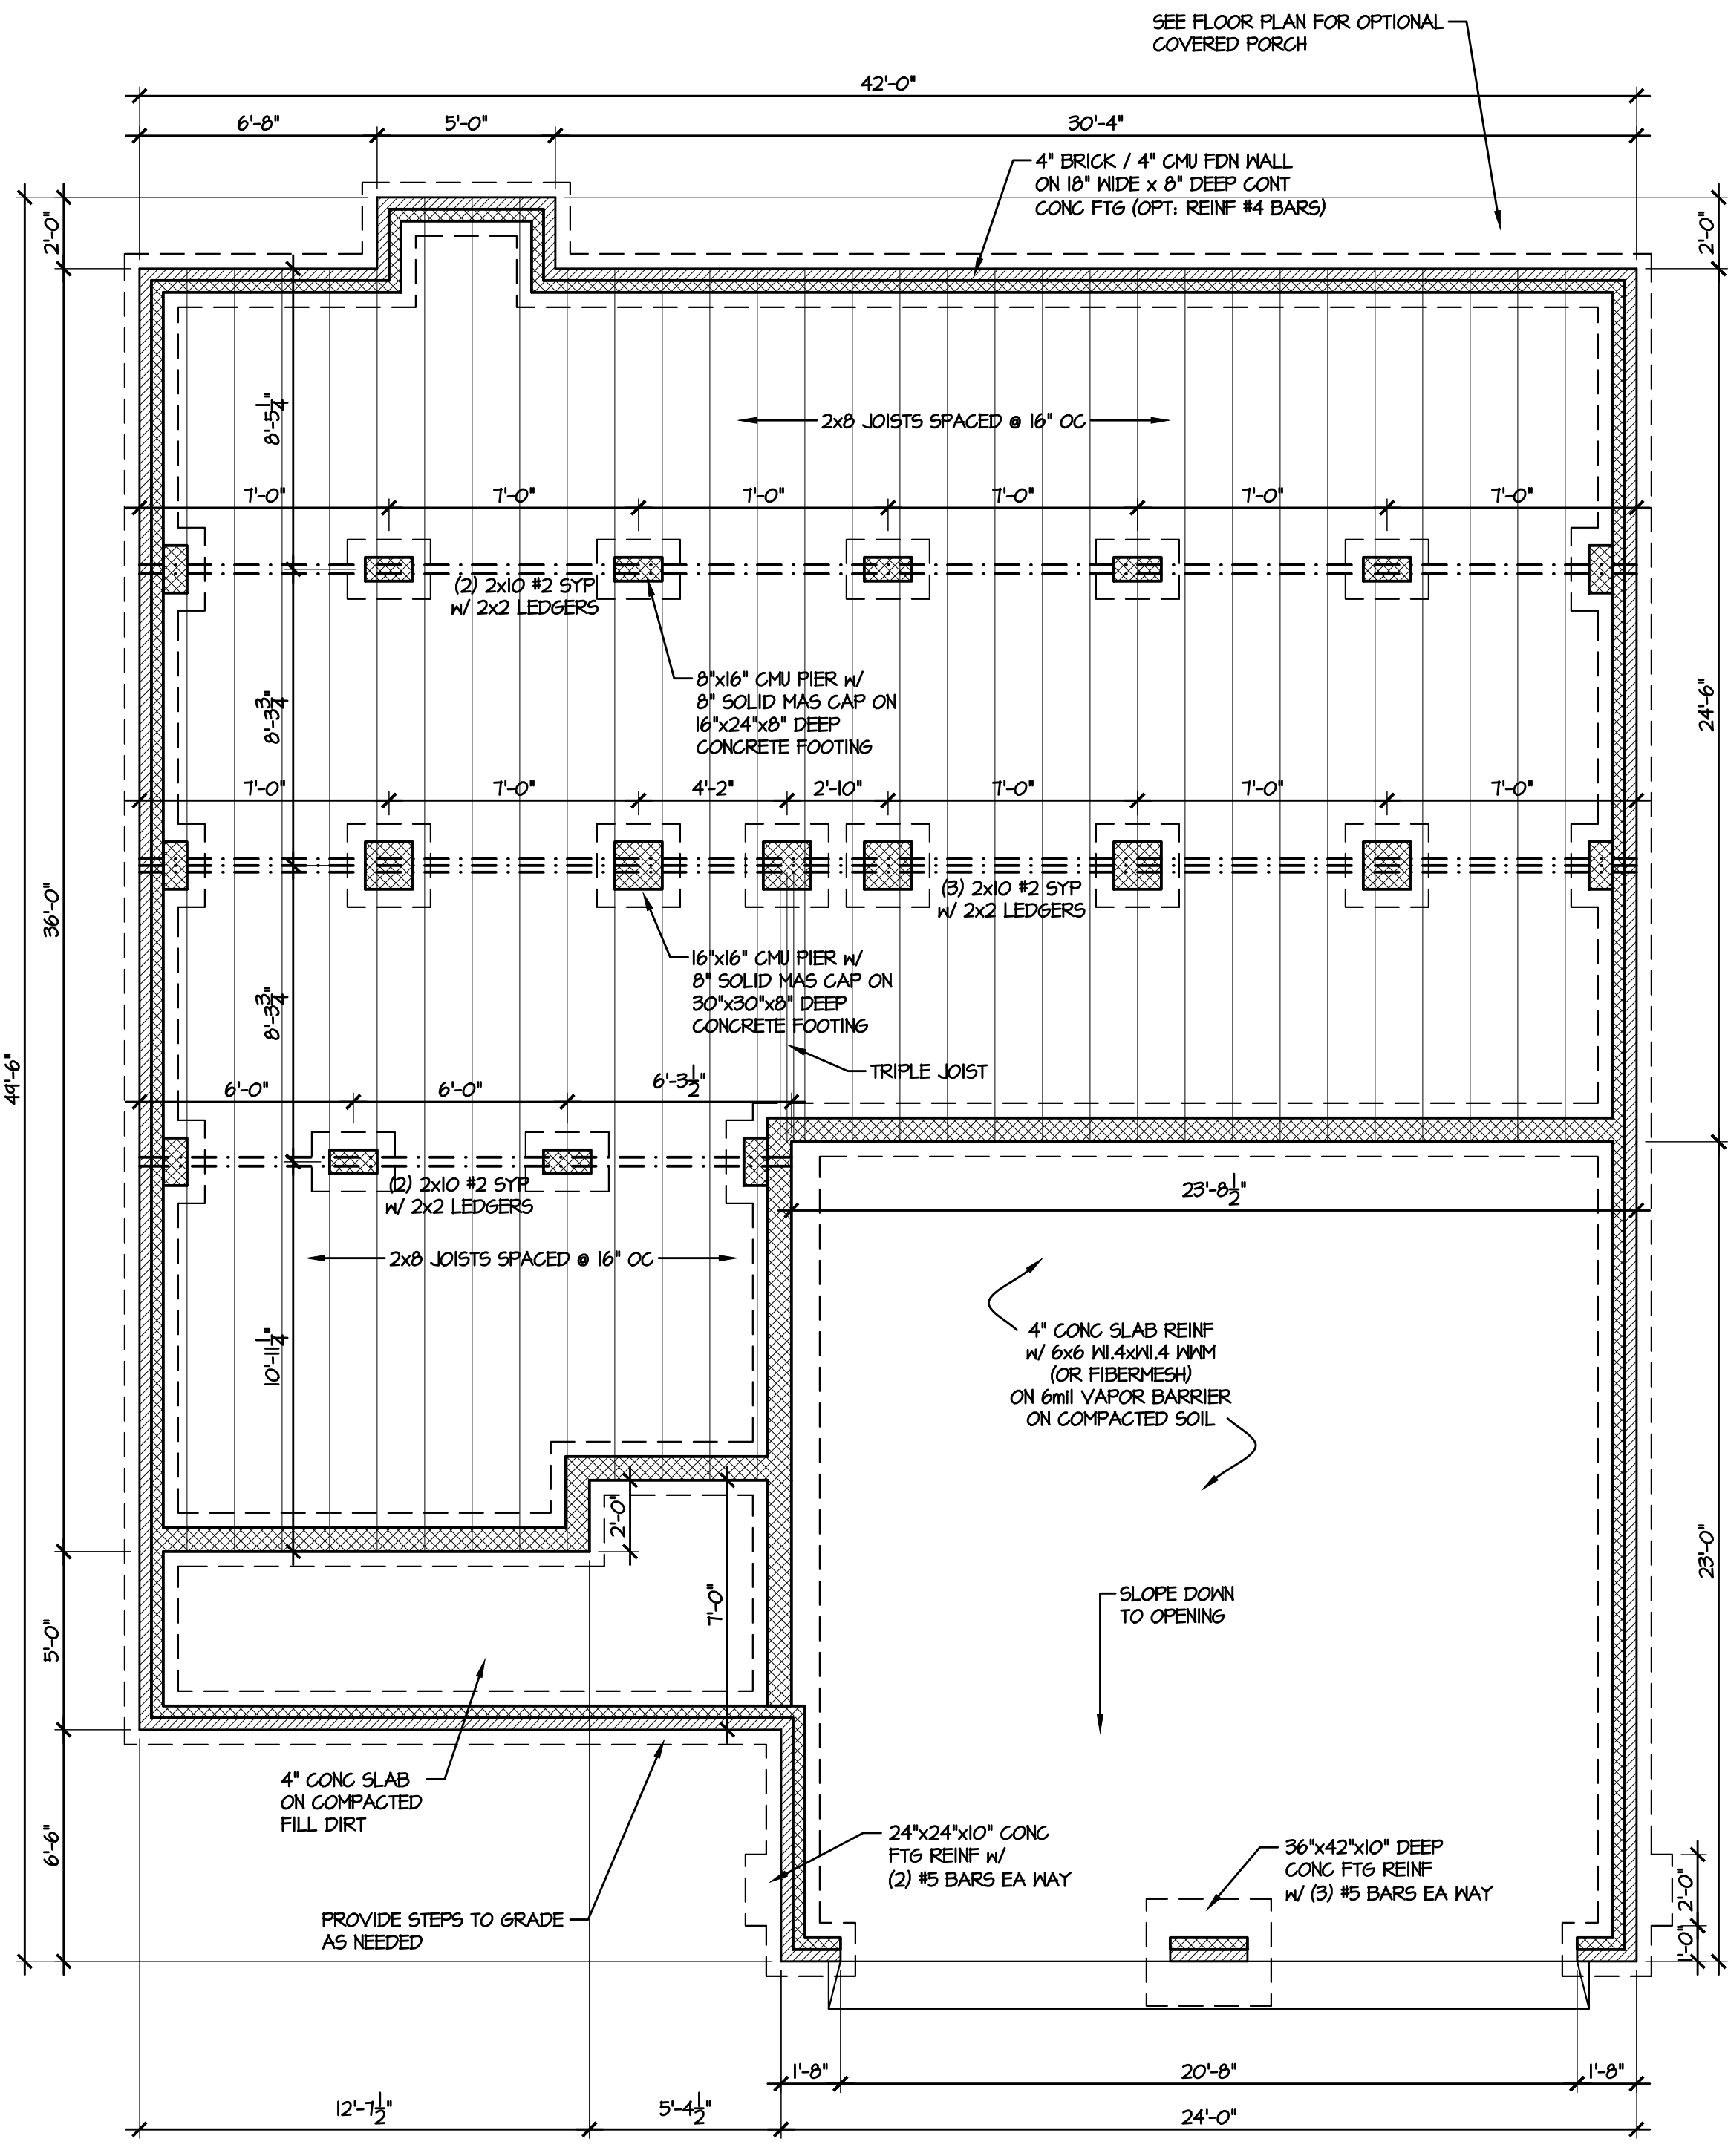 SEE FLOOR PLAN FOR OPTIONAL
COVERED PORCH
42'-0"
6'-8"
5'-0"
30'-4"
4" BRICK / 4" CMU FDN WALL
ON 18" WIDE x 8" DEEP CONT
CONC FTG (OPT: REINF #4 BARS)
2'-0"
2'-0"
8'-5 1/4"
2x8 JOISTS SPACED @ 16" OC
7'-0"
7'-0"
7'-0"
7'-0"
7'-0"
7'-0"
(2) 2x10 #2 SYP
w/ 2x2 LEDGERS
8"x16" CMU PIER w/
8" SOLID MAS CAP ON
16"x24"x8" DEEP
CONCRETE FOOTING
8'-3 3/4"
24'-6"
7'-0"
7'-0"
4'-2"
2'-10"
7'-0"
7'-0"
7'-0"
36'-0"
(3) 2x10 #2 SYP
w/ 2x2 LEDGERS
16"x16" CMU PIER w/
8" SOLID MAS CAP ON
30"x30"x8" DEEP
CONCRETE FOOTING
8'-3 3/4"
TRIPLE JOIST
49'-6"
6'-0"
6'-0"
6'-3 1/2"
(2) 2x10 #2 SYP
w/ 2x2 LEDGERS
23'-8 1/2"
2x8 JOISTS SPACED @ 16" OC
10'-11 1/4"
4" CONC SLAB REINF
w/ 6x6 W1.4xW1.4 WWM
(OR FIBERMESH)
ON 6mil VAPOR BARRIER
ON COMPACTED SOIL
2'-0"
23'-0"
7'-0"
SLOPE DOWN
TO OPENING
5'-0"
4" CONC SLAB
ON COMPACTED
FILL DIRT
6'-6"
24"x24"x10" CONC
FTG REINF w/
(2) #5 BARS EA WAY
36"x42"x10" DEEP
CONC FTG REINF
w/ (3) #5 BARS EA WAY
2'-0"
1'-0"
PROVIDE STEPS TO GRADE
AS NEEDED
1'-8"
20'-8"
1'-8"
12'-7 1/2"
5'-4 1/2"
24'-0"